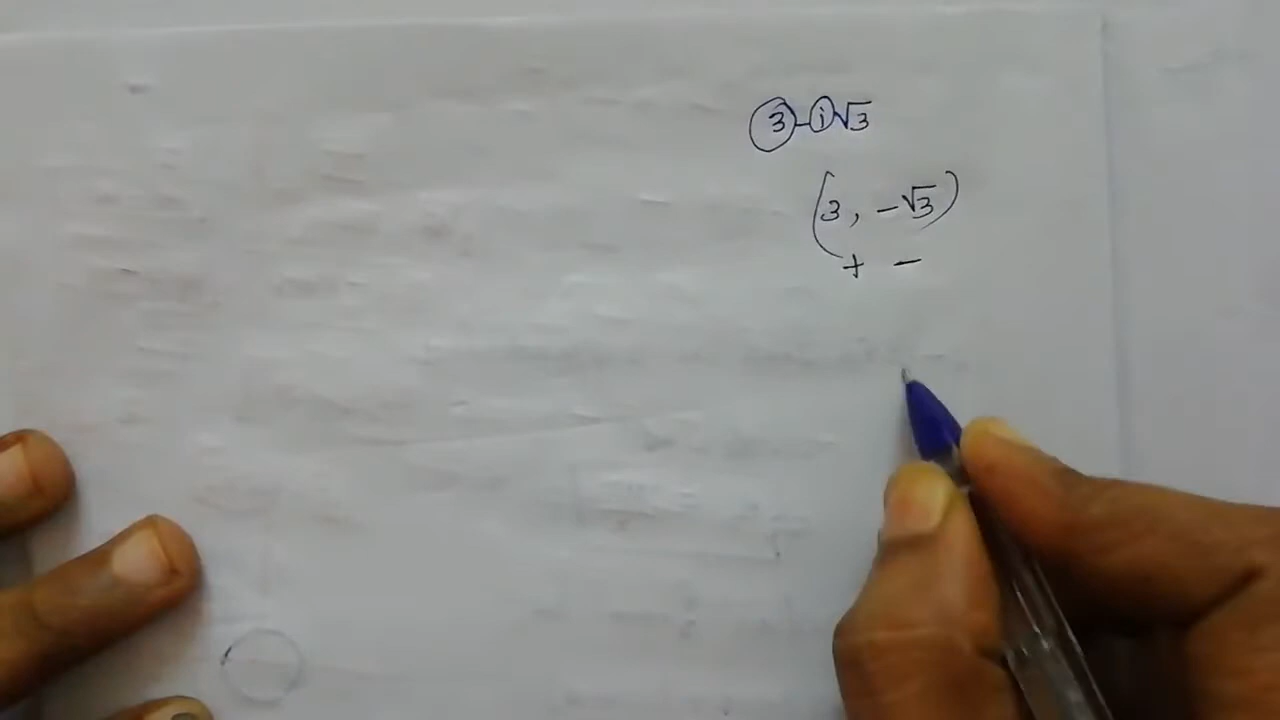 3-i√3
(3, -√3)
+ -